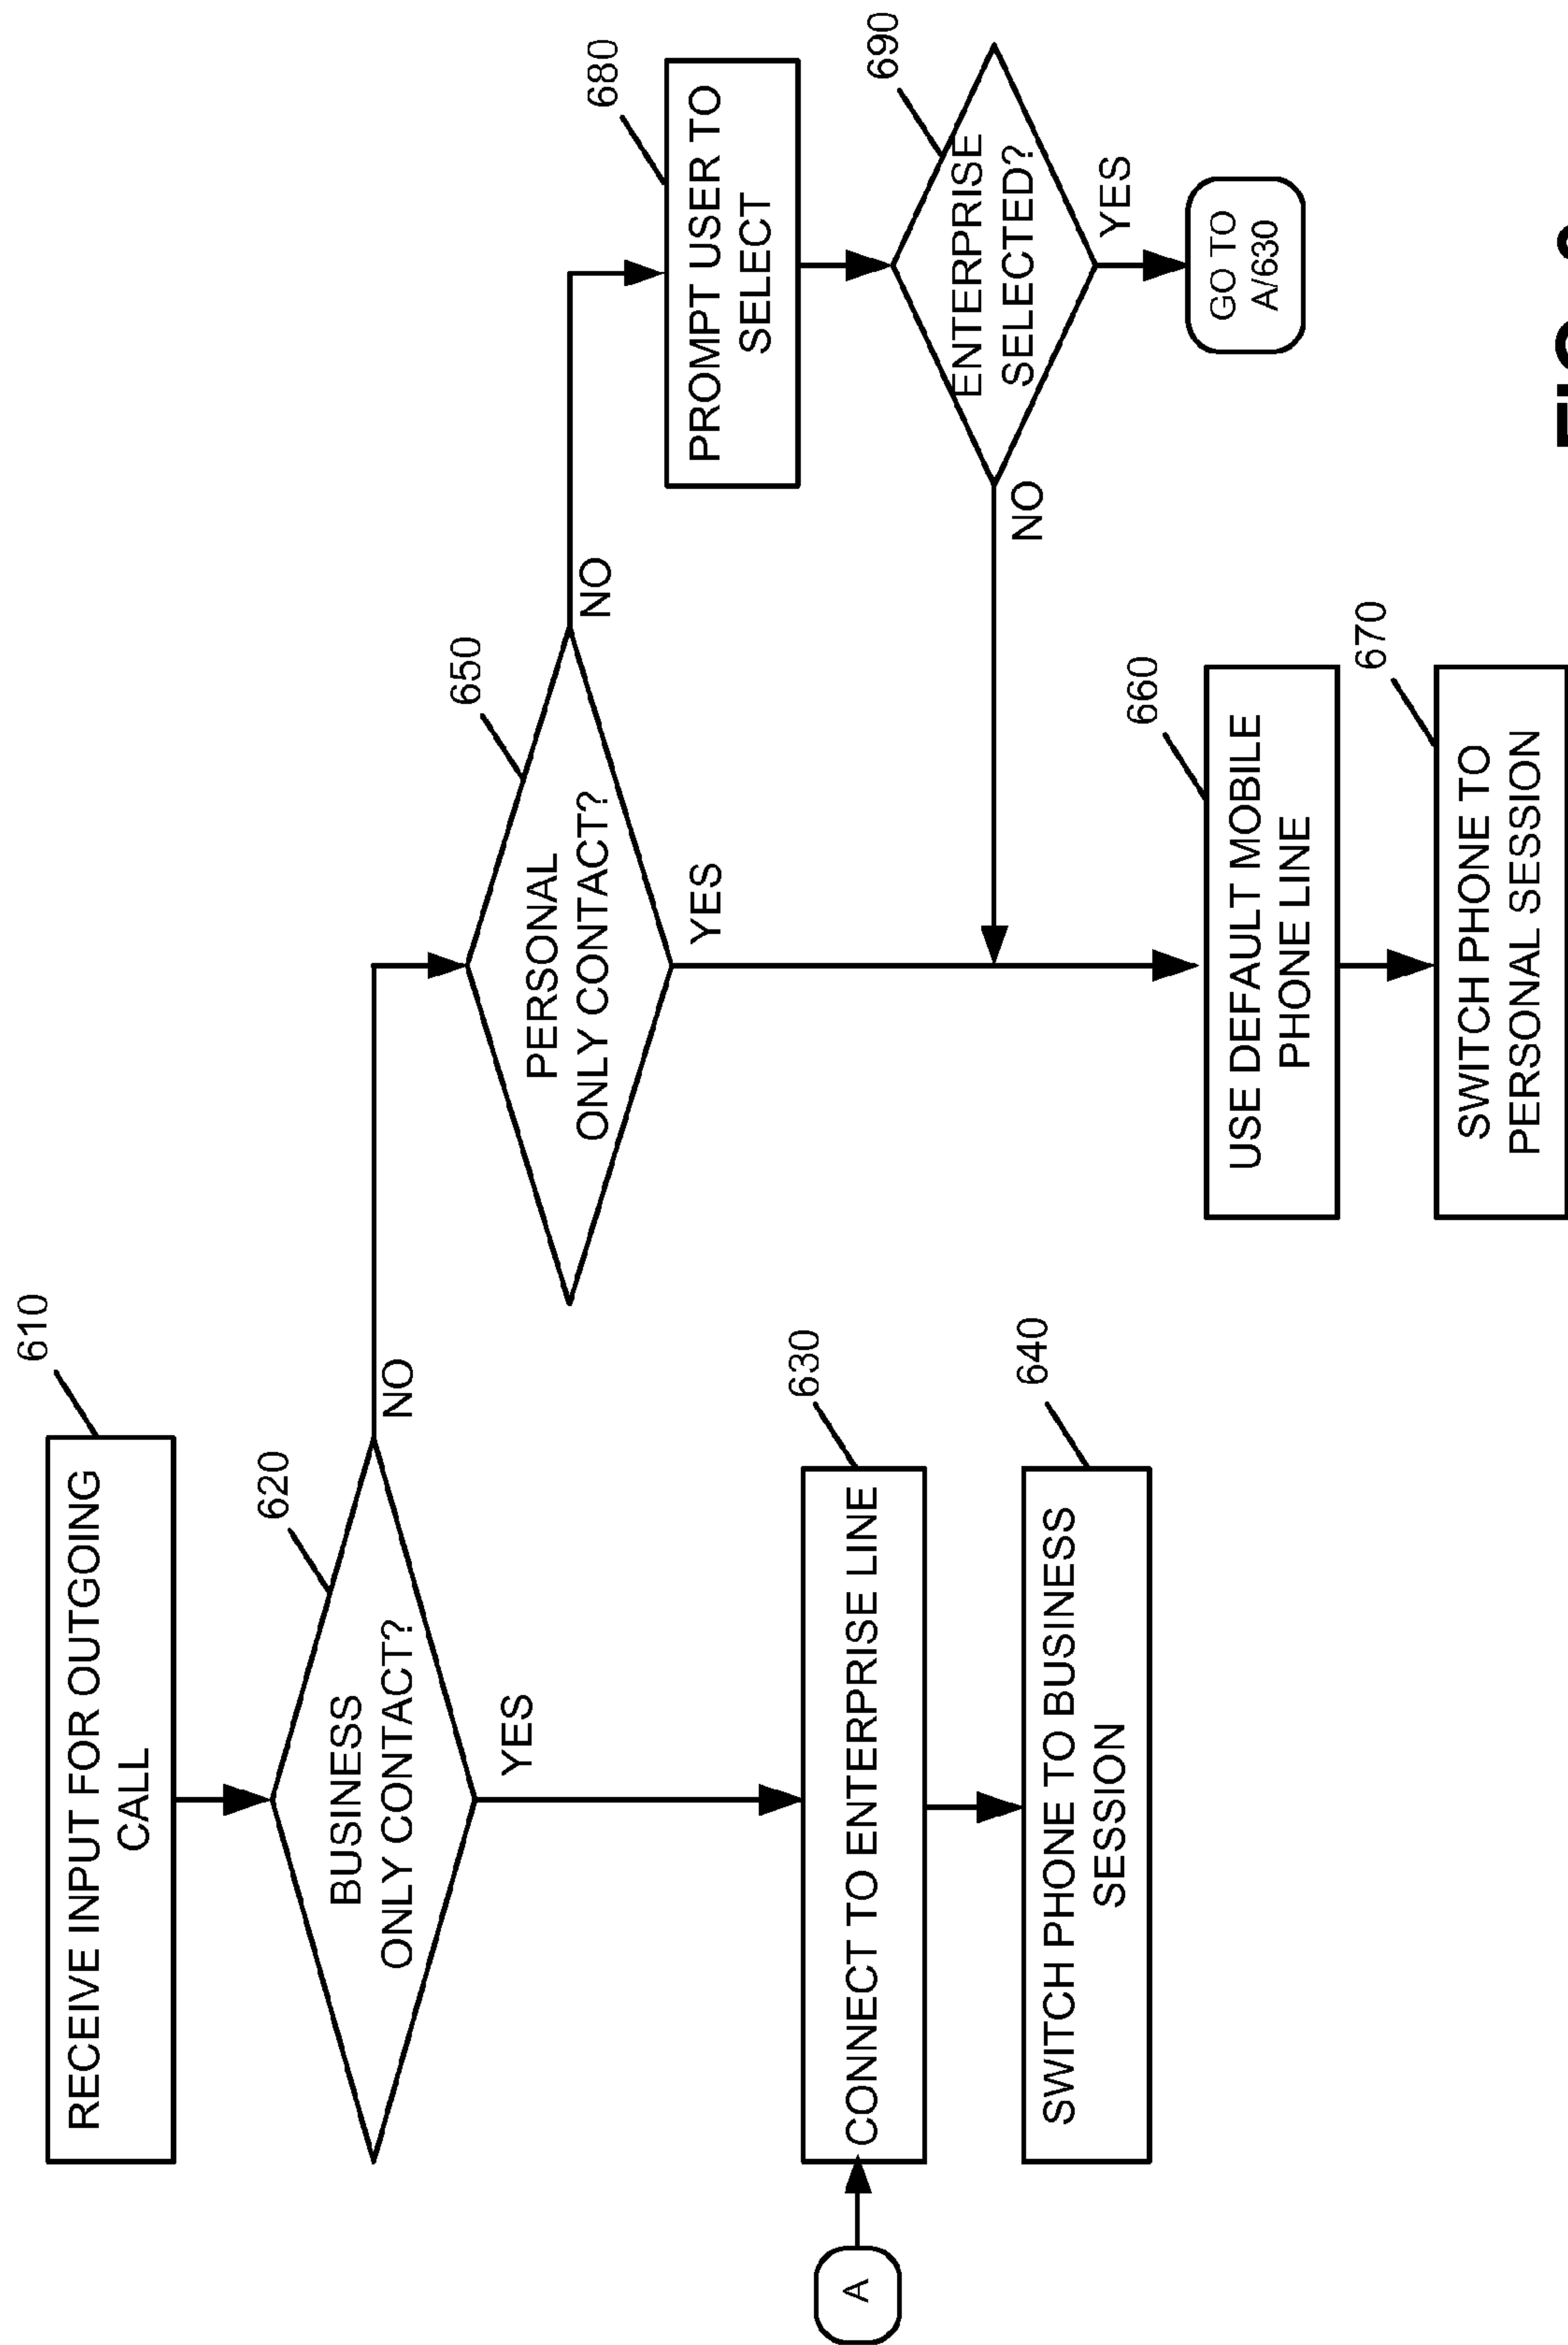 610
RECEIVE INPUT FOR OUTGOING
CALL
620
BUSINESS
ONLY CONTACT?
NO
YES
A
630
CONNECT TO ENTERPRISE LINE
640
SWITCH PHONE TO BUSINESS
SESSION
650
PERSONAL
ONLY CONTACT?
NO
YES
660
USE DEFAULT MOBILE
PHONE LINE
670
SWITCH PHONE TO
PERSONAL SESSION
680
PROMPT USER TO
SELECT
690
ENTERPRISE
SELECTED?
NO
YES
GO TO
A/630